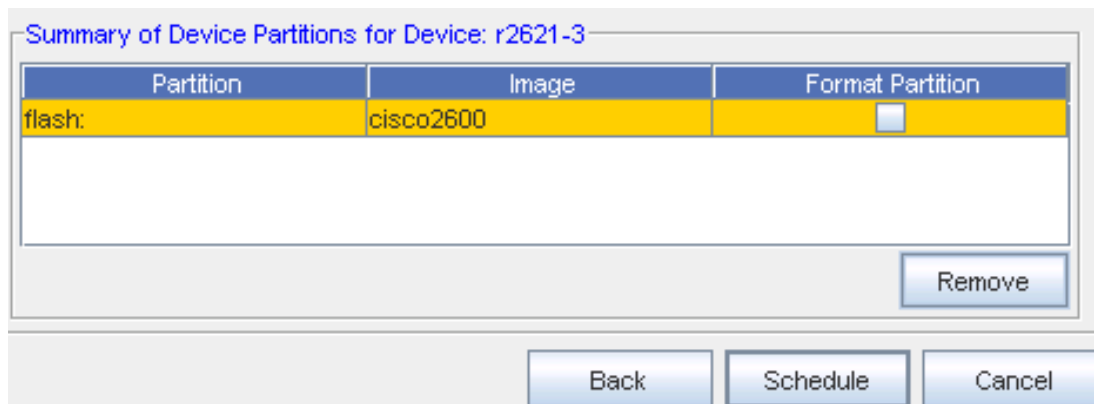 Summary of Device Partitions for Device: r2621-3
Partition Image Format Partition
flash: cisco2600
Remove
Back Schedule Cancel